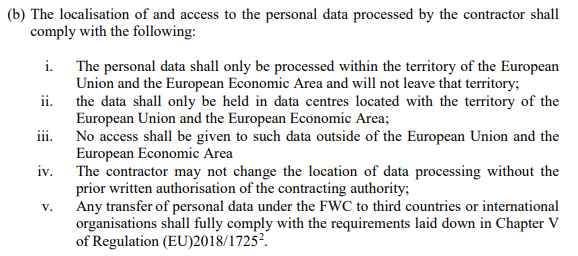 (b) The localisation of and access to the personal data processed by the contractor shall
comply with the following:
i. The personal data shall only be processed within the territory of the European
Union and the European Economic Area and will not leave that territory;
ii. the data shall only be held in data centres located with the territory of the
European Union and the European Economic Area;
iii. No access shall be given to such data outside of the European Union and the
European Economic Area
iv. The contractor may not change the location of data processing without the
prior written authorisation of the contracting authority;
v. Any transfer of personal data under the FWC to third countries or international
organisations shall fully comply with the requirements laid down in Chapter V
of Regulation (EU)2018/1725².